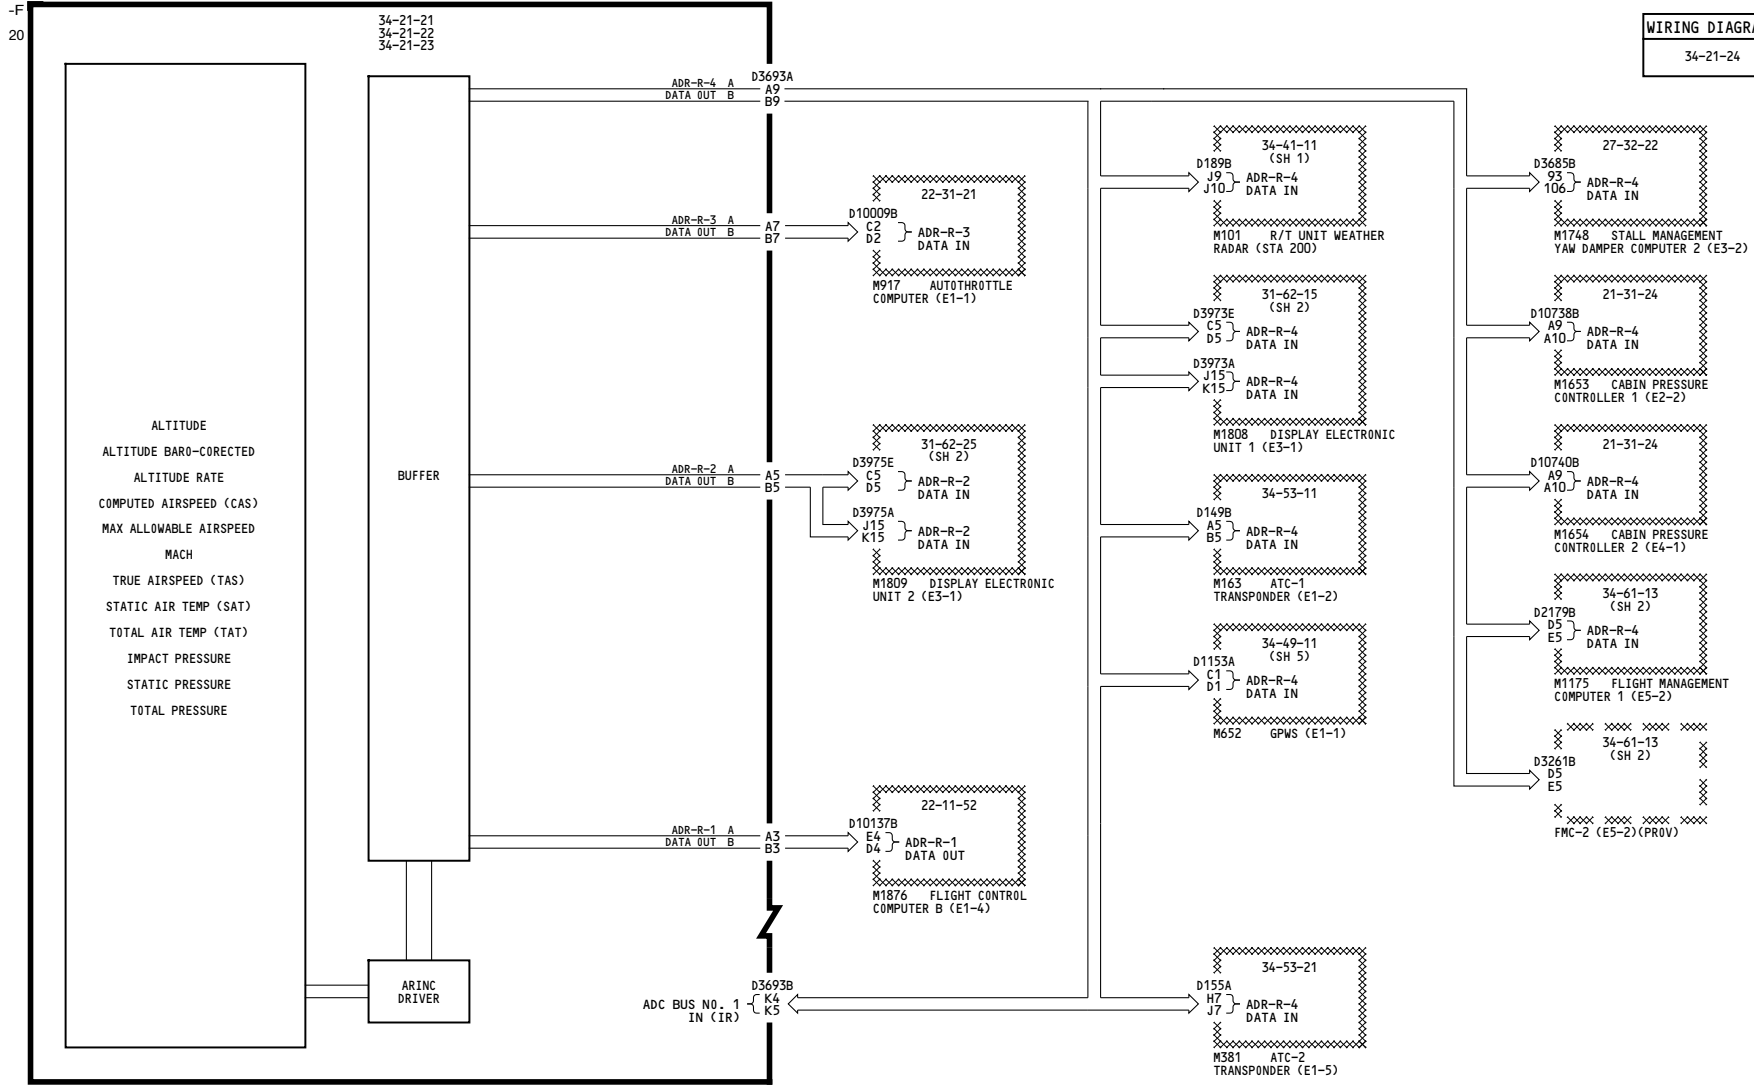 -F
20
34-21-21
34-21-22
34-21-23
WIRING DIAGRA
34-21-24
ALTITUDE
ALTITUDE BARO-CORECTED
ALTITUDE RATE
COMPUTED AIRSPEED (CAS)
MAX ALLOWABLE AIRSPEED
MACH
TRUE AIRSPEED (TAS)
STATIC AIR TEMP (SAT)
TOTAL AIR TEMP (TAT)
IMPACT PRESSURE
STATIC PRESSURE
TOTAL PRESSURE
BUFFER
ARINC
DRIVER
D3693A
ADR-R-4 A A9
DATA OUT B B9
ADR-R-3 A A7
DATA OUT B B7
ADR-R-2 A A5
DATA OUT B B5
ADR-R-1 A A3
DATA OUT B B3
D3693B
ADC BUS NO. 1 K4
IN (IR) K5
22-31-21
D10009B
C2
D2
ADR-R-3
DATA IN
M917 AUTOTHROTTLE
COMPUTER (E1-1)
31-62-25
(SH 2)
D3975E
C5
D5
ADR-R-2
DATA IN
D3975A
J15
K15
ADR-R-2
DATA IN
M1809 DISPLAY ELECTRONIC
UNIT 2 (E3-1)
22-11-52
D10137B
E4
D4
ADR-R-1
DATA OUT
M1876 FLIGHT CONTROL
COMPUTER B (E1-4)
34-41-11
(SH 1)
D189B
J9
J10
ADR-R-4
DATA IN
M101 R/T UNIT WEATHER
RADAR (STA 200)
31-62-15
(SH 2)
D3973E
C5
D5
ADR-R-4
DATA IN
D3973A
J15
K15
ADR-R-4
DATA IN
M1808 DISPLAY ELECTRONIC
UNIT 1 (E3-1)
34-53-11
D149B
A5
B5
ADR-R-4
DATA IN
M163 ATC-1
TRANSPONDER (E1-2)
34-49-11
(SH 5)
D1153A
C1
D1
ADR-R-4
DATA IN
M652 GPWS (E1-1)
34-53-21
D155A
H7
J7
ADR-R-4
DATA IN
M381 ATC-2
TRANSPONDER (E1-5)
27-32-22
D3685B
93
106
ADR-R-4
DATA IN
M1748 STALL MANAGEMENT
YAW DAMPER COMPUTER 2 (E3-2)
21-31-24
D10738B
A9
A10
ADR-R-4
DATA IN
M1653 CABIN PRESSURE
CONTROLLER 1 (E2-2)
21-31-24
D10740B
A9
A10
ADR-R-4
DATA IN
M1654 CABIN PRESSURE
CONTROLLER 2 (E4-1)
34-61-13
(SH 2)
D2179B
D5
E5
ADR-R-4
DATA IN
M1175 FLIGHT MANAGEMENT
COMPUTER 1 (E5-2)
34-61-13
(SH 2)
D3261B
D5
E5
FMC-2 (E5-2)(PROV)